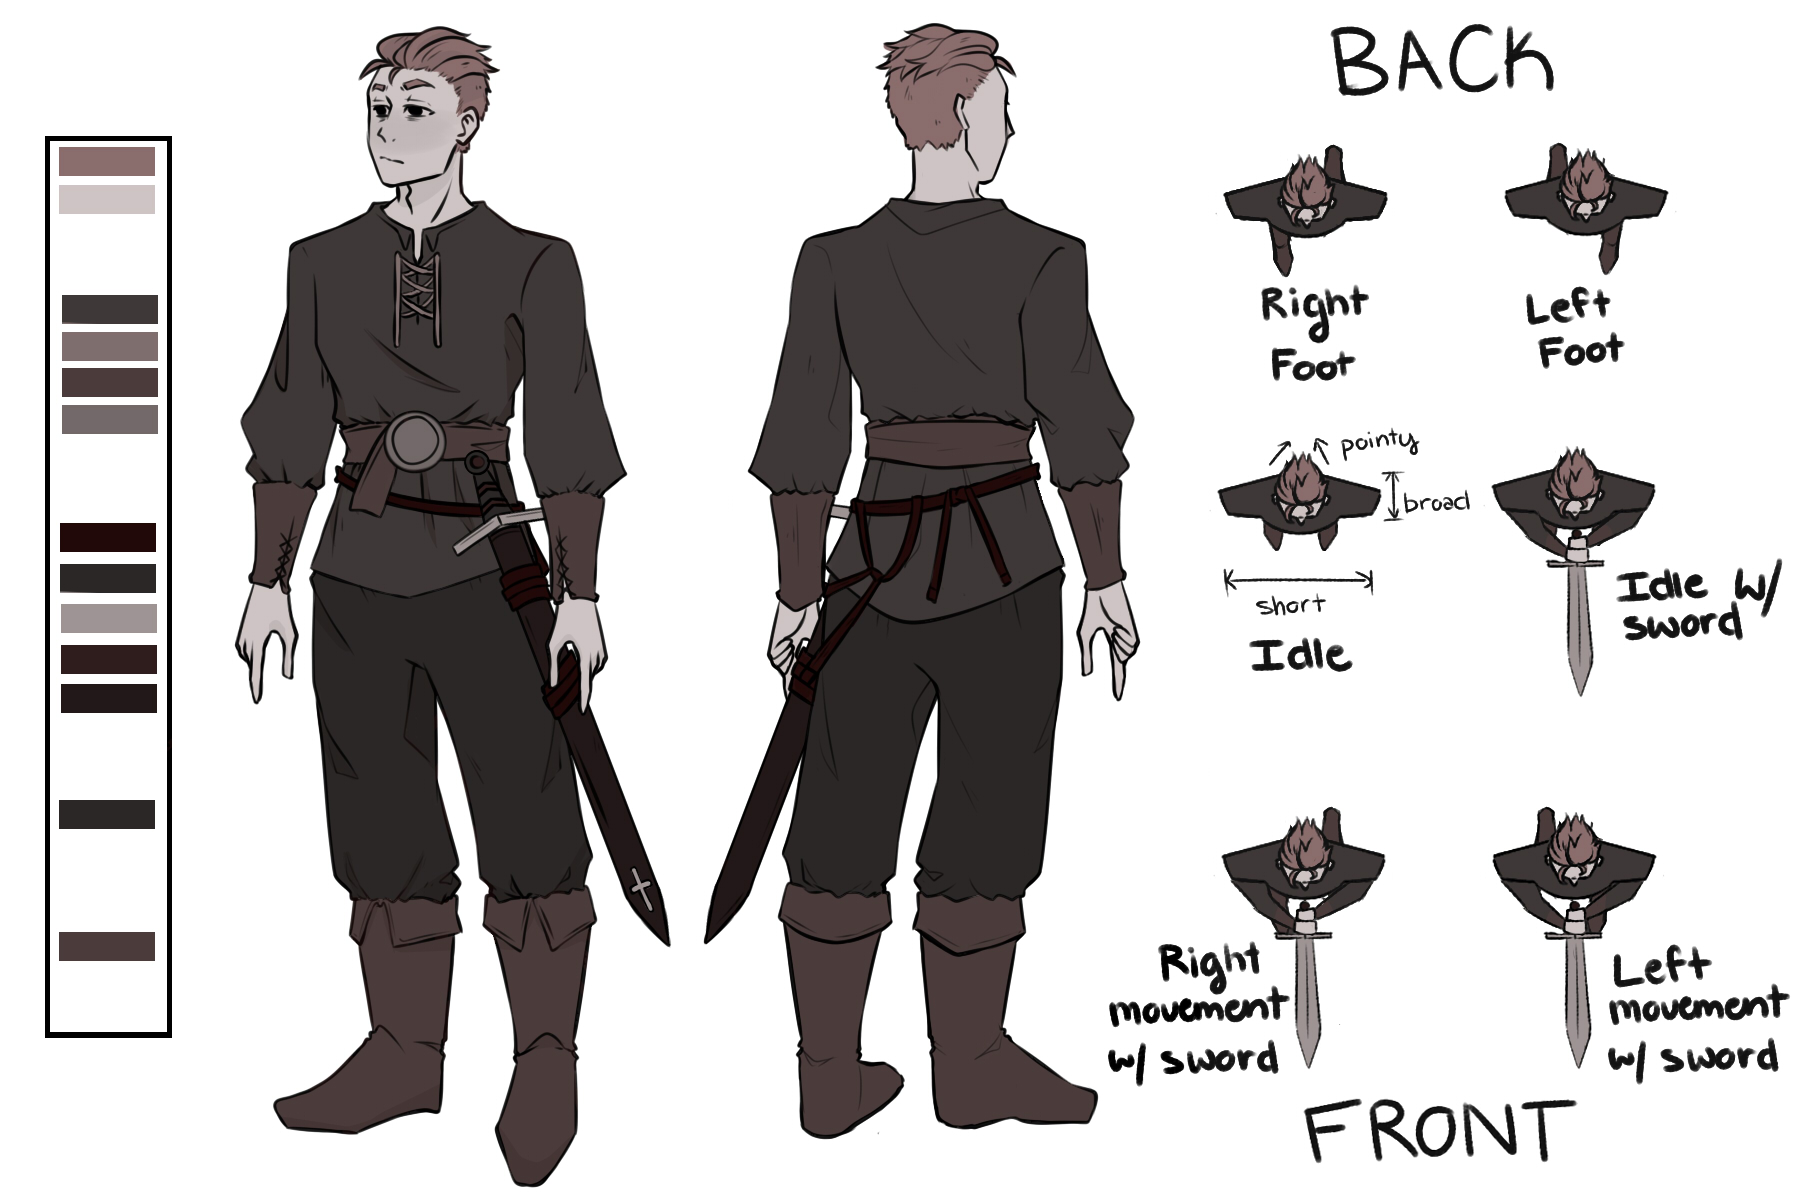 BACK
Right
Foot
Left
Foot
pointy
broad
short
Idle
Idle w/
sword
Right
movement
w/ sword
Left
movement
w/ sword
FRONT